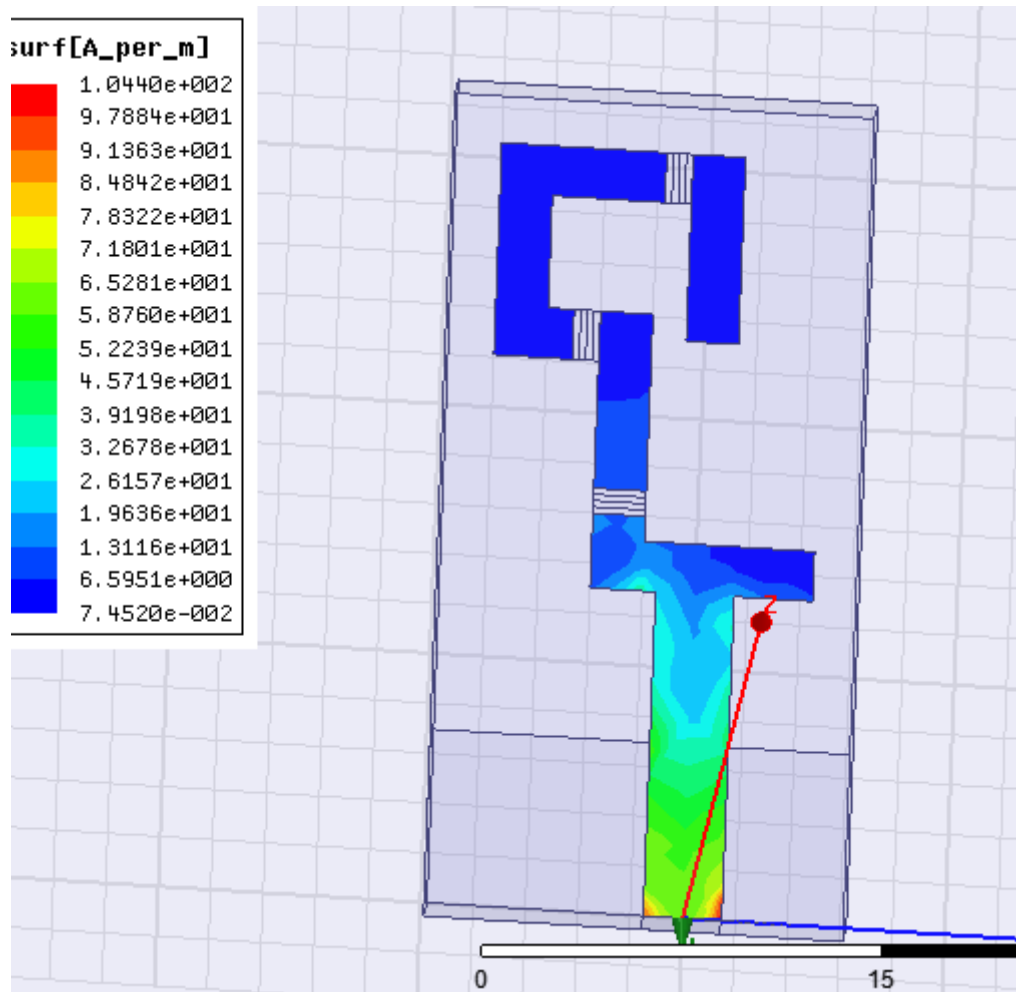 surf[A_per_m]
1.0440e+002
9.7884e+001
9.1363e+001
8.4842e+001
7.8322e+001
7.1801e+001
6.5281e+001
5.8760e+001
5.2239e+001
4.5719e+001
3.9198e+001
3.2678e+001
2.6157e+001
1.9636e+001
1.3116e+001
6.5951e+000
7.4520e-002
0
15